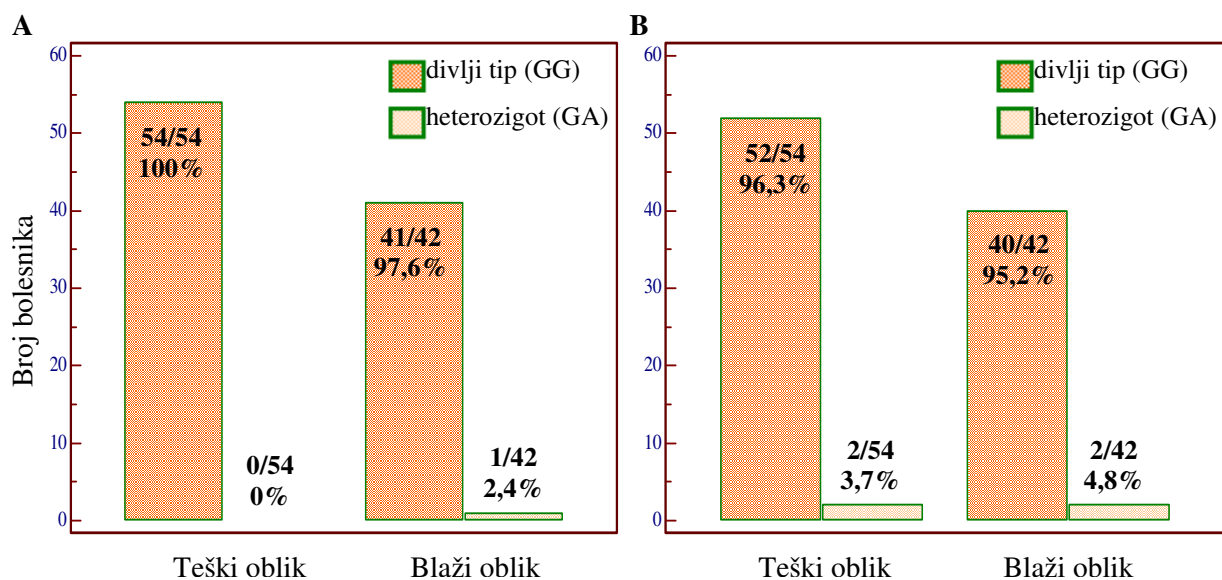 A
Broj bolesnika
60
50
40
30
20
10
0
divlji tip (GG)
heterozigot (GA)
54/54
100%
41/42
97,6%
0/54
0%
1/42
2,4%
Teški oblik
Blaži oblik
B
60
50
40
30
20
10
0
divlji tip (GG)
heterozigot (GA)
52/54
96,3%
40/42
95,2%
2/54
3,7%
2/42
4,8%
Teški oblik
Blaži oblik